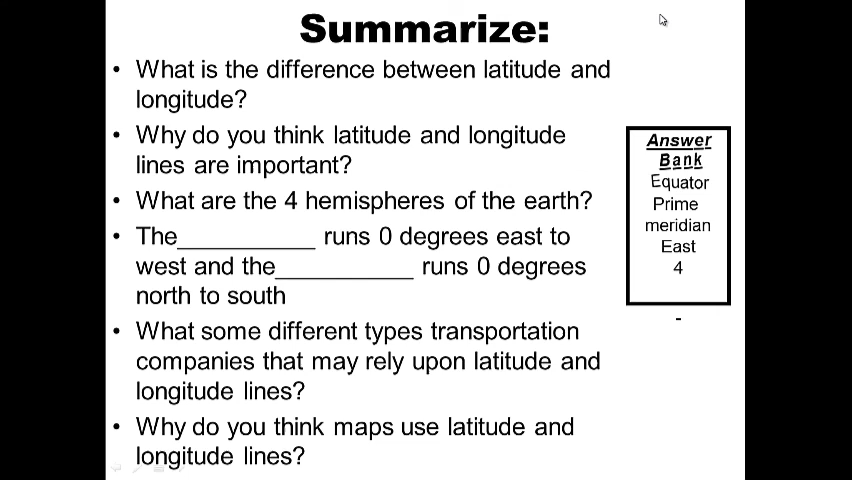 Summarize:
• What is the difference between latitude and
longitude?
• Why do you think latitude and longitude
lines are important?
• What are the 4 hemispheres of the earth?
• The___________ runs 0 degrees east to
west and the___________ runs 0 degrees
north to south
• What some different types transportation
companies that may rely upon latitude and
longitude lines?
• Why do you think maps use latitude and
longitude lines?
Answer
Bank
Equator
Prime
meridian
East
4
-